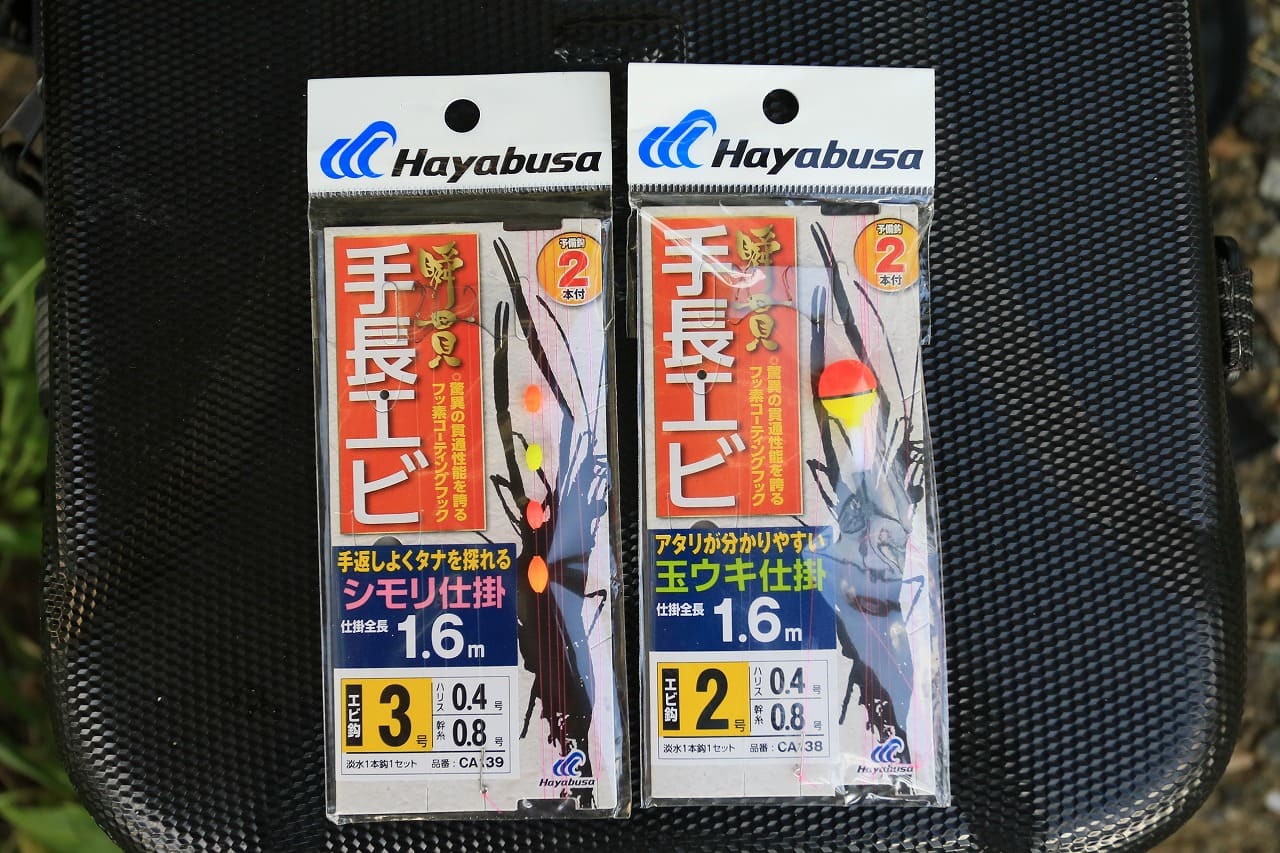 Hayabusa
瞬貫
手長エビ
驚異の貫通性能を誇る
フッ素コーティングフック
予備鈎
2
本付
手返しよくタナを探れる
シモリ仕掛
仕掛全長
1.6m
エビ鈎
3号
ハリス 0.4号
幹糸 0.8号
淡水1本鈎1セット
品番:CA139
Hayabusa
Hayabusa
瞬貫
手長エビ
驚異の貫通性能を誇る
フッ素コーティングフック
予備鈎
2
本付
アタリが分かりやすい
玉ウキ仕掛
仕掛全長
1.6m
エビ鈎
2号
ハリス 0.4号
幹糸 0.8号
淡水1本鈎1セット
品番:CA138
Hayabusa